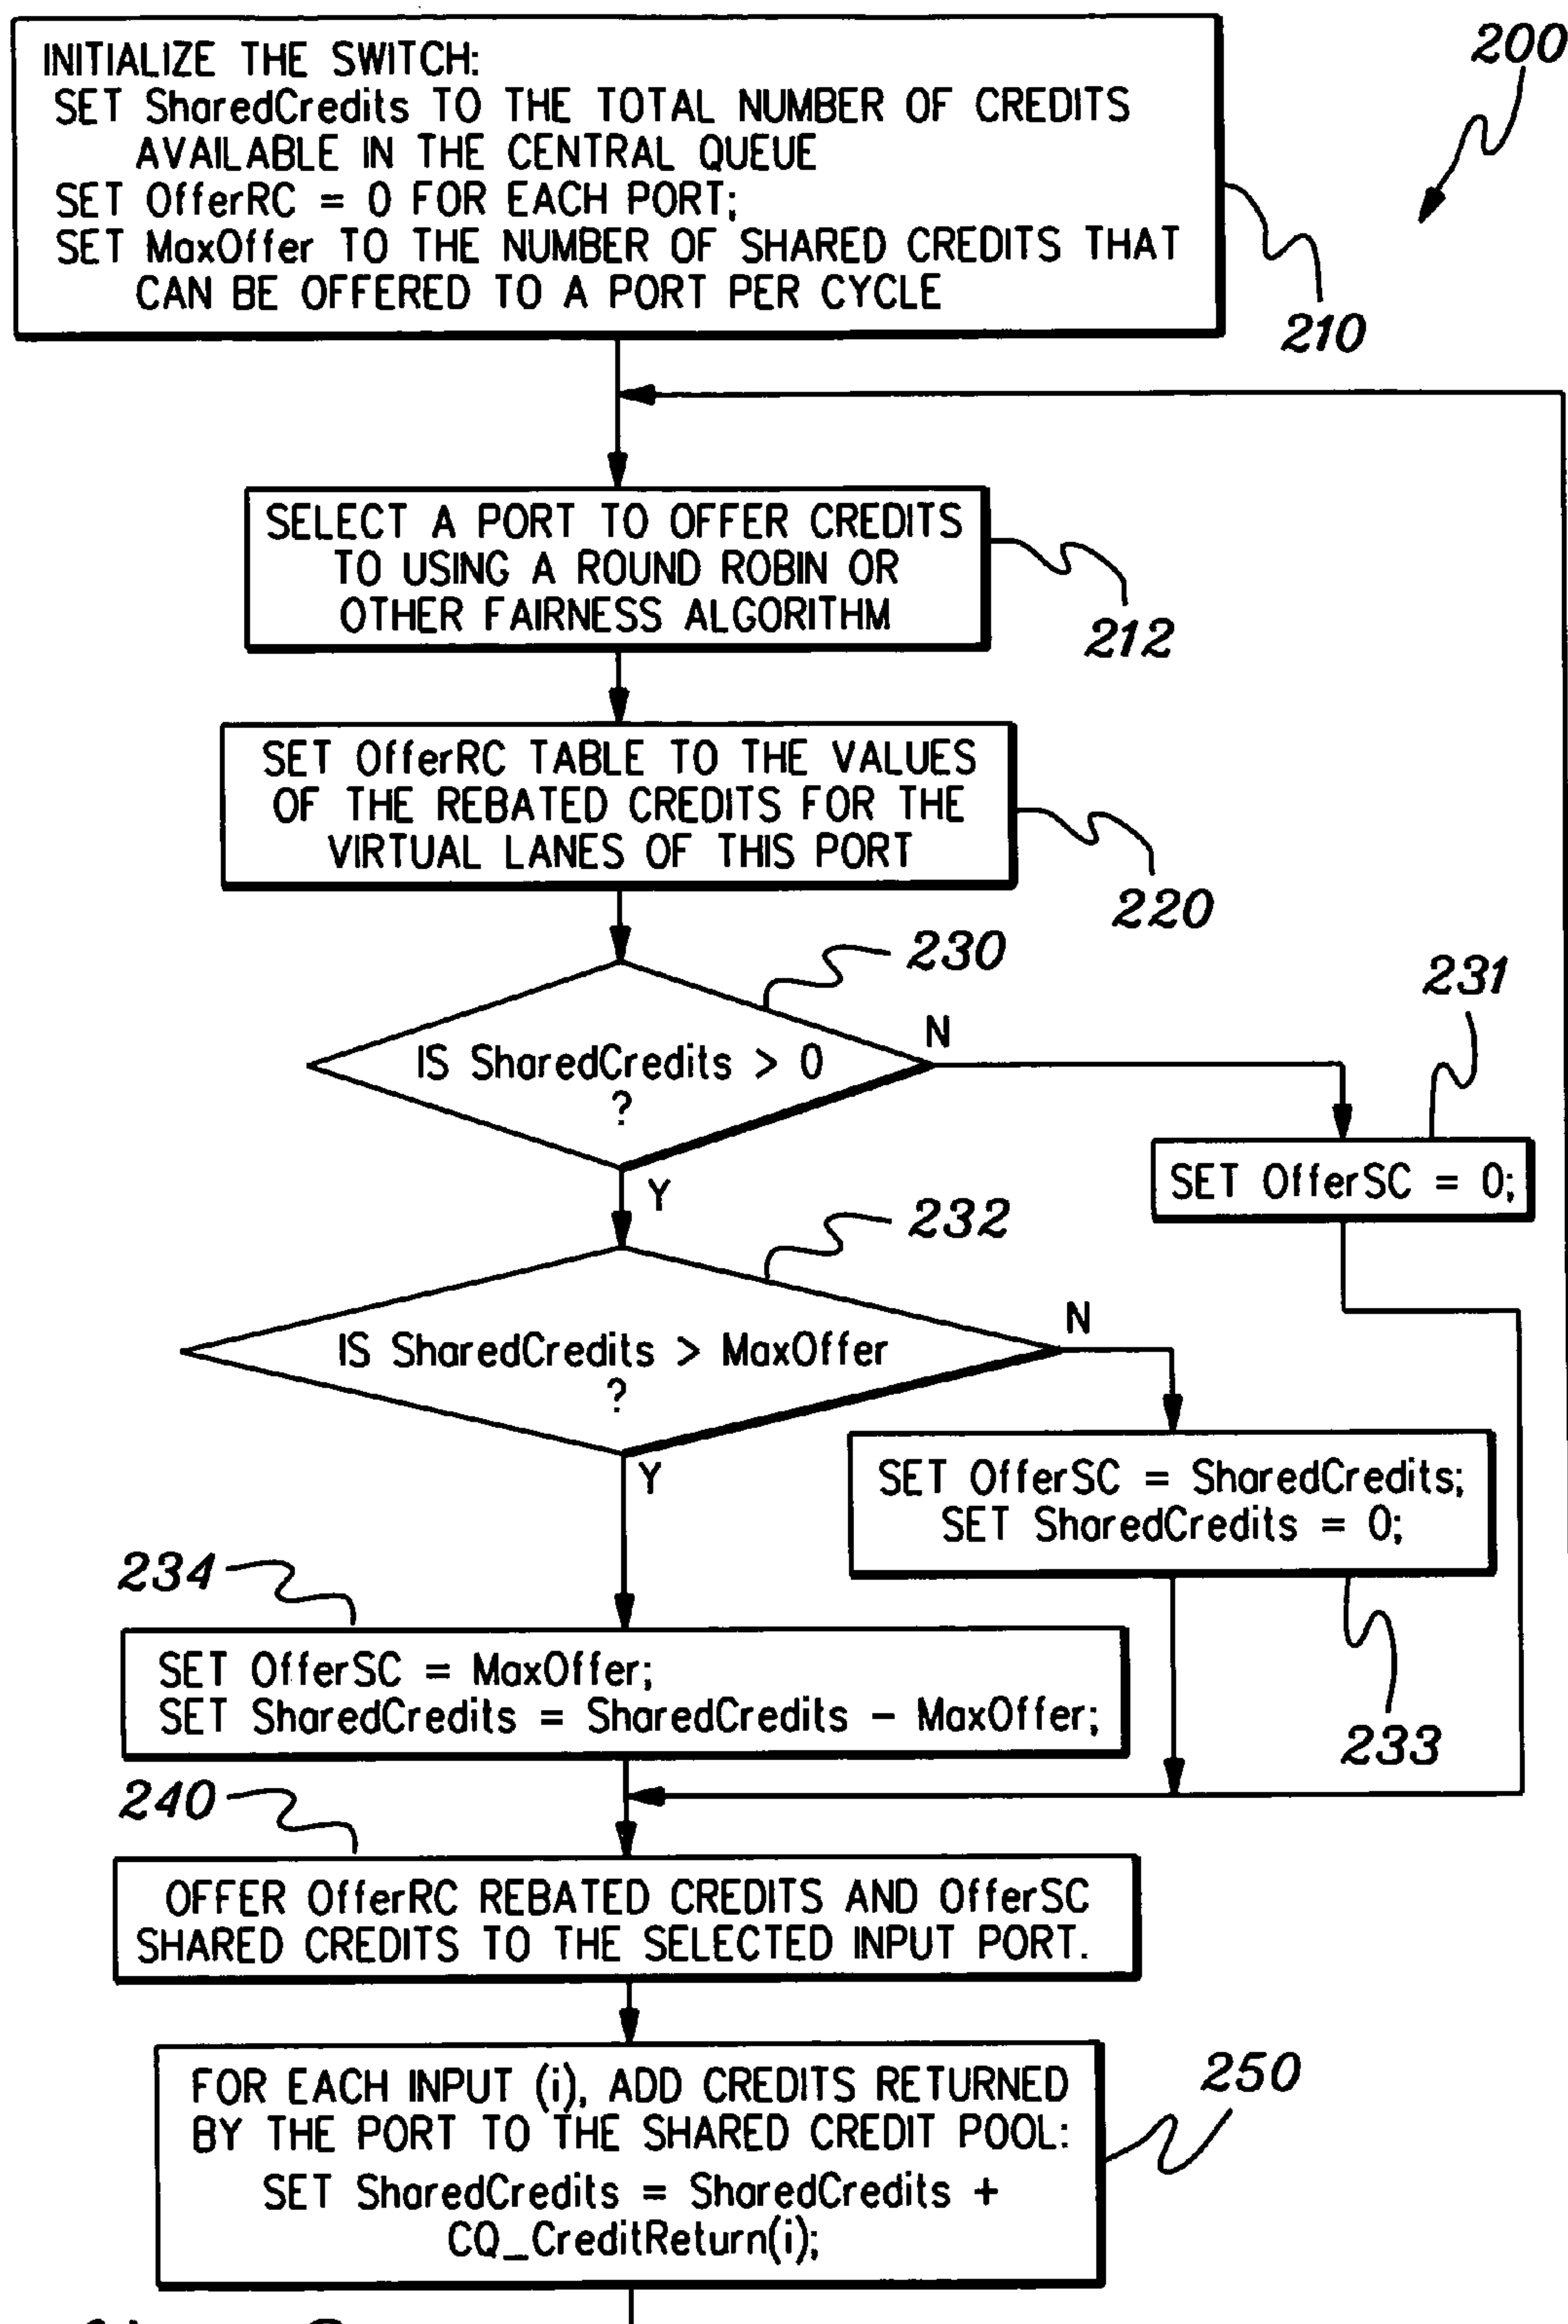 INITIALIZE THE SWITCH:
SET SharedCredits TO THE TOTAL NUMBER OF CREDITS
AVAILABLE IN THE CENTRAL QUEUE
SET OfferRC = 0 FOR EACH PORT;
SET MaxOffer TO THE NUMBER OF SHARED CREDITS THAT
CAN BE OFFERED TO A PORT PER CYCLE
200
210
SELECT A PORT TO OFFER CREDITS
TO USING A ROUND ROBIN OR
OTHER FAIRNESS ALGORITHM
212
SET OfferRC TABLE TO THE VALUES
OF THE REBATED CREDITS FOR THE
VIRTUAL LANES OF THIS PORT
220
230
IS SharedCredits > 0
?
N
Y
231
SET OfferSC = 0;
232
IS SharedCredits > MaxOffer
?
N
Y
SET OfferSC = SharedCredits;
SET SharedCredits = 0;
233
234
SET OfferSC = MaxOffer;
SET SharedCredits = SharedCredits - MaxOffer;
240
OFFER OfferRC REBATED CREDITS AND OfferSC
SHARED CREDITS TO THE SELECTED INPUT PORT.
FOR EACH INPUT (i), ADD CREDITS RETURNED
BY THE PORT TO THE SHARED CREDIT POOL:
SET SharedCredits = SharedCredits +
CQ_CreditReturn(i);
250